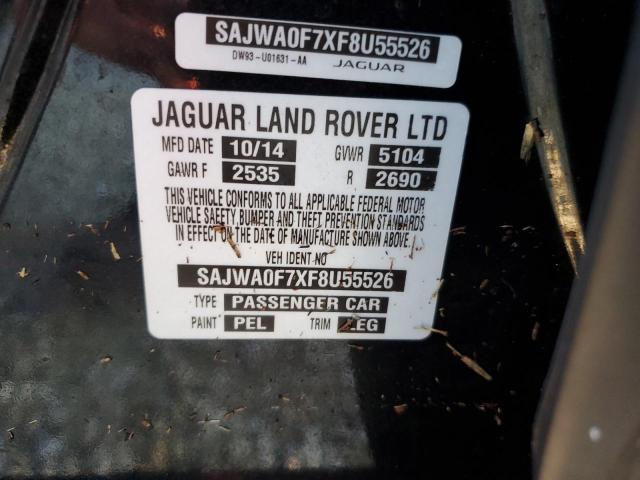 SAJWA0F7XF8U55526
DW93-U01631-AA JAGUAR
JAGUAR LAND ROVER LTD
MFD DATE 10/14 GVWR 5104
GAWR F 2535 R 2690
THIS VEHICLE CONFORMS TO ALL APPLICABLE FEDERAL MOTOR
VEHICLE SAFETY, BUMPER AND THEFT PREVENTION STANDARDS
IN EFFECT ON THE DATE OF MANUFACTURE SHOWN ABOVE.
VEH IDENT NO
SAJWA0F7XF8U55526
TYPE PASSENGER CAR
PAINT PEL TRIM LEG